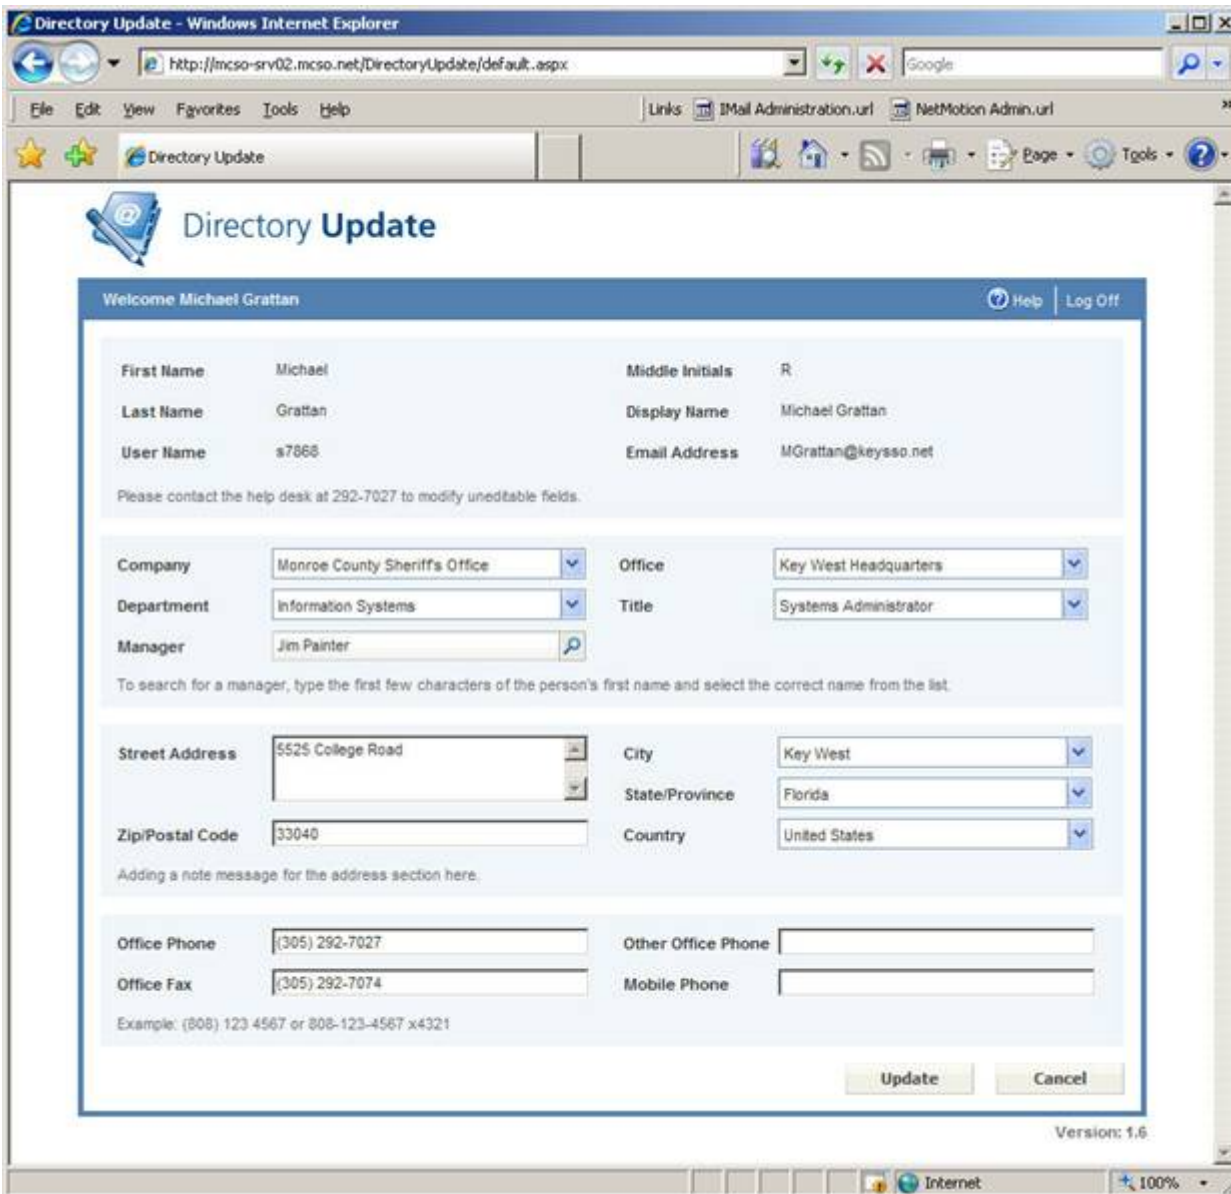 Directory Update - Windows Internet Explorer
http://mcso-srv02.mcso.net/DirectoryUpdate/default.aspx Google
File Edit View Favorites Tools Help Links IMail Administration.url NetMotion Admin.url »
Directory Update Page Tools
Directory Update
Welcome Michael Grattan Help Log Off
First Name Michael Middle Initials R
Last Name Grattan Display Name Michael Grattan
User Name s7868 Email Address MGrattan@keysso.net
Please contact the help desk at 292-7027 to modify uneditable fields.
Company Monroe County Sheriff's Office Office Key West Headquarters
Department Information Systems Title Systems Administrator
Manager Jim Painter
To search for a manager, type the first few characters of the person's first name and select the correct name from the list.
Street Address 5525 College Road City Key West
State/Province Florida
Zip/Postal Code 33040 Country United States
Adding a note message for the address section here.
Office Phone (305) 292-7027 Other Office Phone
Office Fax (305) 292-7074 Mobile Phone
Example: (808) 123 4567 or 808-123-4567 x4321
Update Cancel
Version: 1.6
Internet 100%